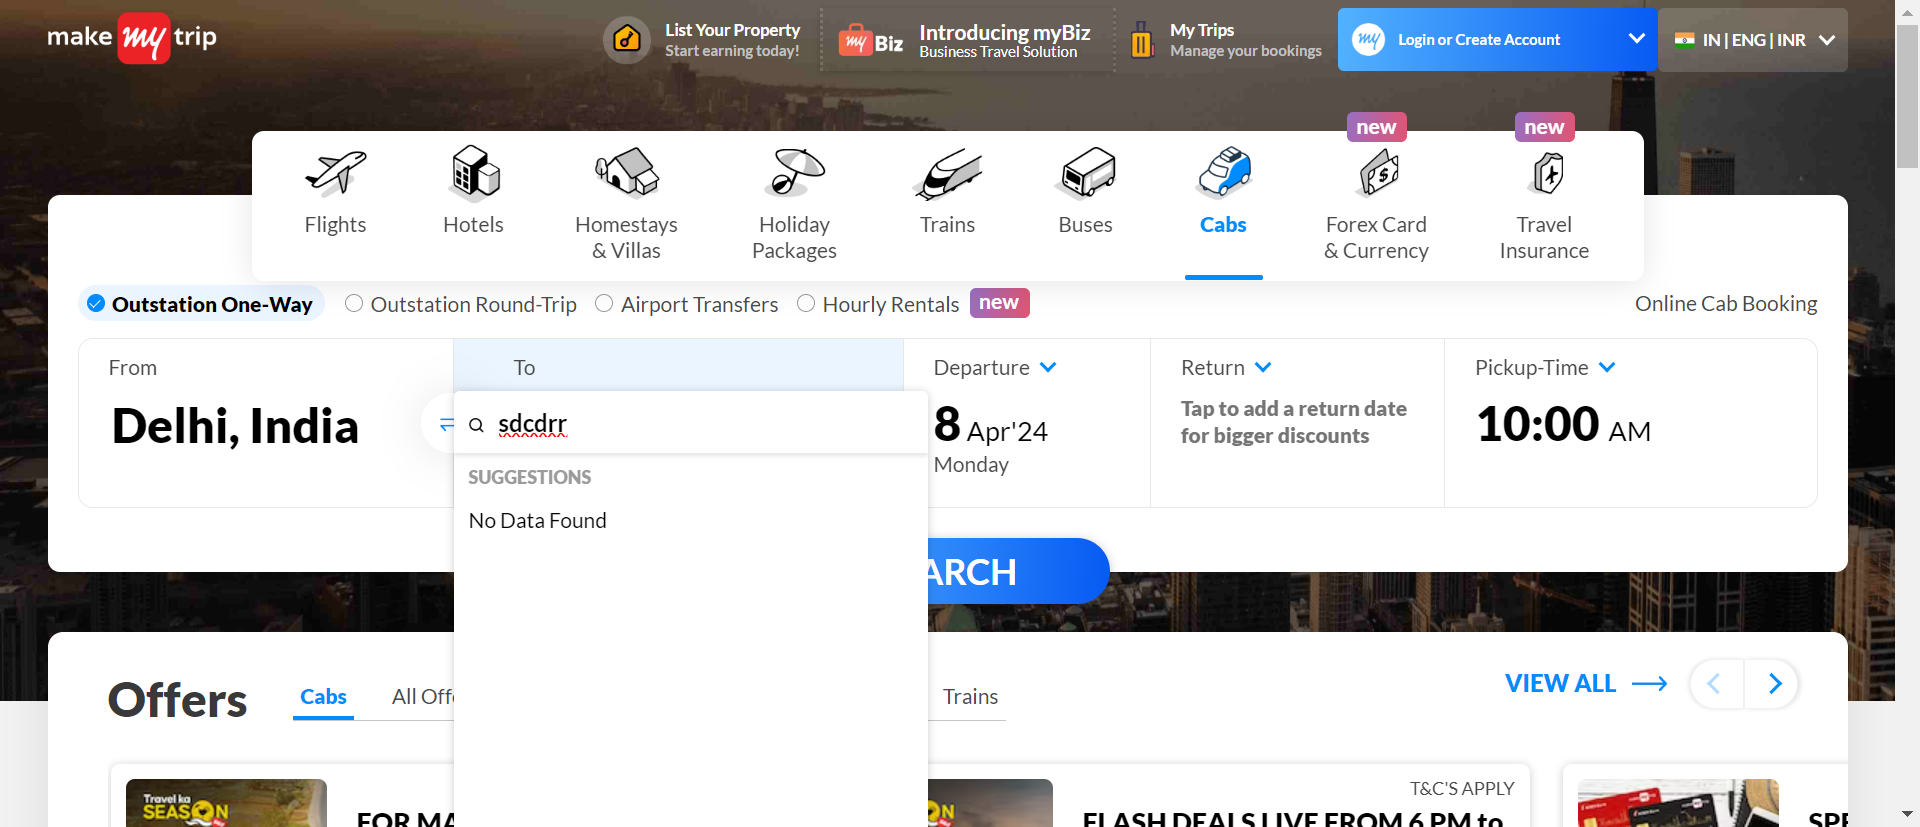 make my trip
List Your Property
Start earning today!
my Biz
Introducing myBiz
Business Travel Solution
My Trips
Manage your bookings
my
Login or Create Account
IN | ENG | INR
new
new
Flights
Hotels
Homestays
& Villas
Holiday
Packages
Trains
Buses
Cabs
Forex Card
& Currency
Travel
Insurance
Outstation One-Way
Outstation Round-Trip
Airport Transfers
Hourly Rentals
new
Online Cab Booking
From
Delhi, India
To
sdcdrr
SUGGESTIONS
No Data Found
Departure
8 Apr'24
Monday
Return
Tap to add a return date
for bigger discounts
Pickup-Time
10:00 AM
ARCH
Offers
Cabs
All Off
Trains
VIEW ALL
Travel ka
SEASON
FOR MA
T&C'S APPLY
FLASH DEALS LIVE FROM 6 PM to
SPE